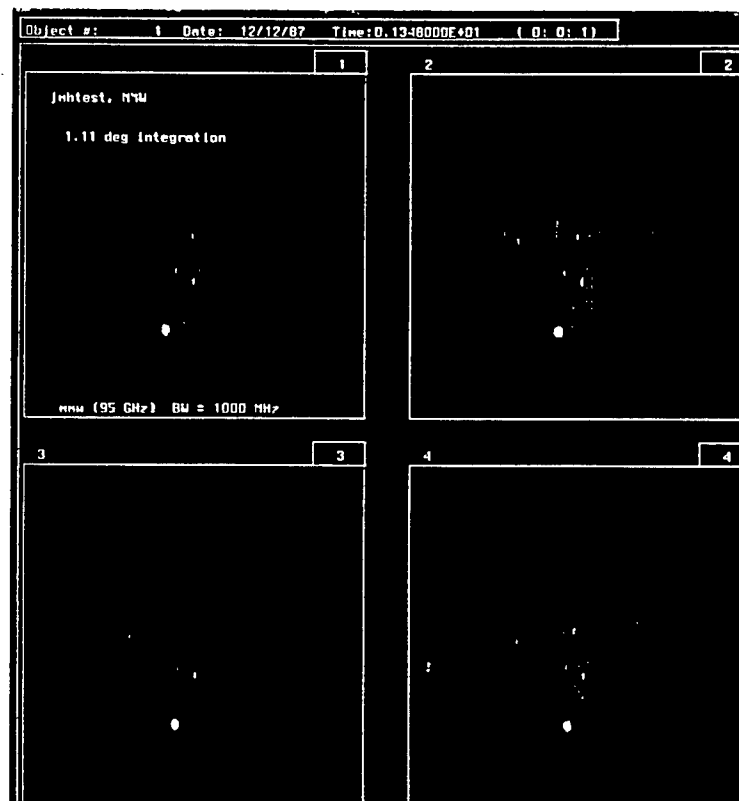 Object #: 1 Date: 12/12/87 Time:0.1348000E+01 ( 0: 0: 1)
1
2 2
jmhtest, MMW
1.11 deg integration
mmw (95 GHz) BW = 1000 MHz
3 3
4 4